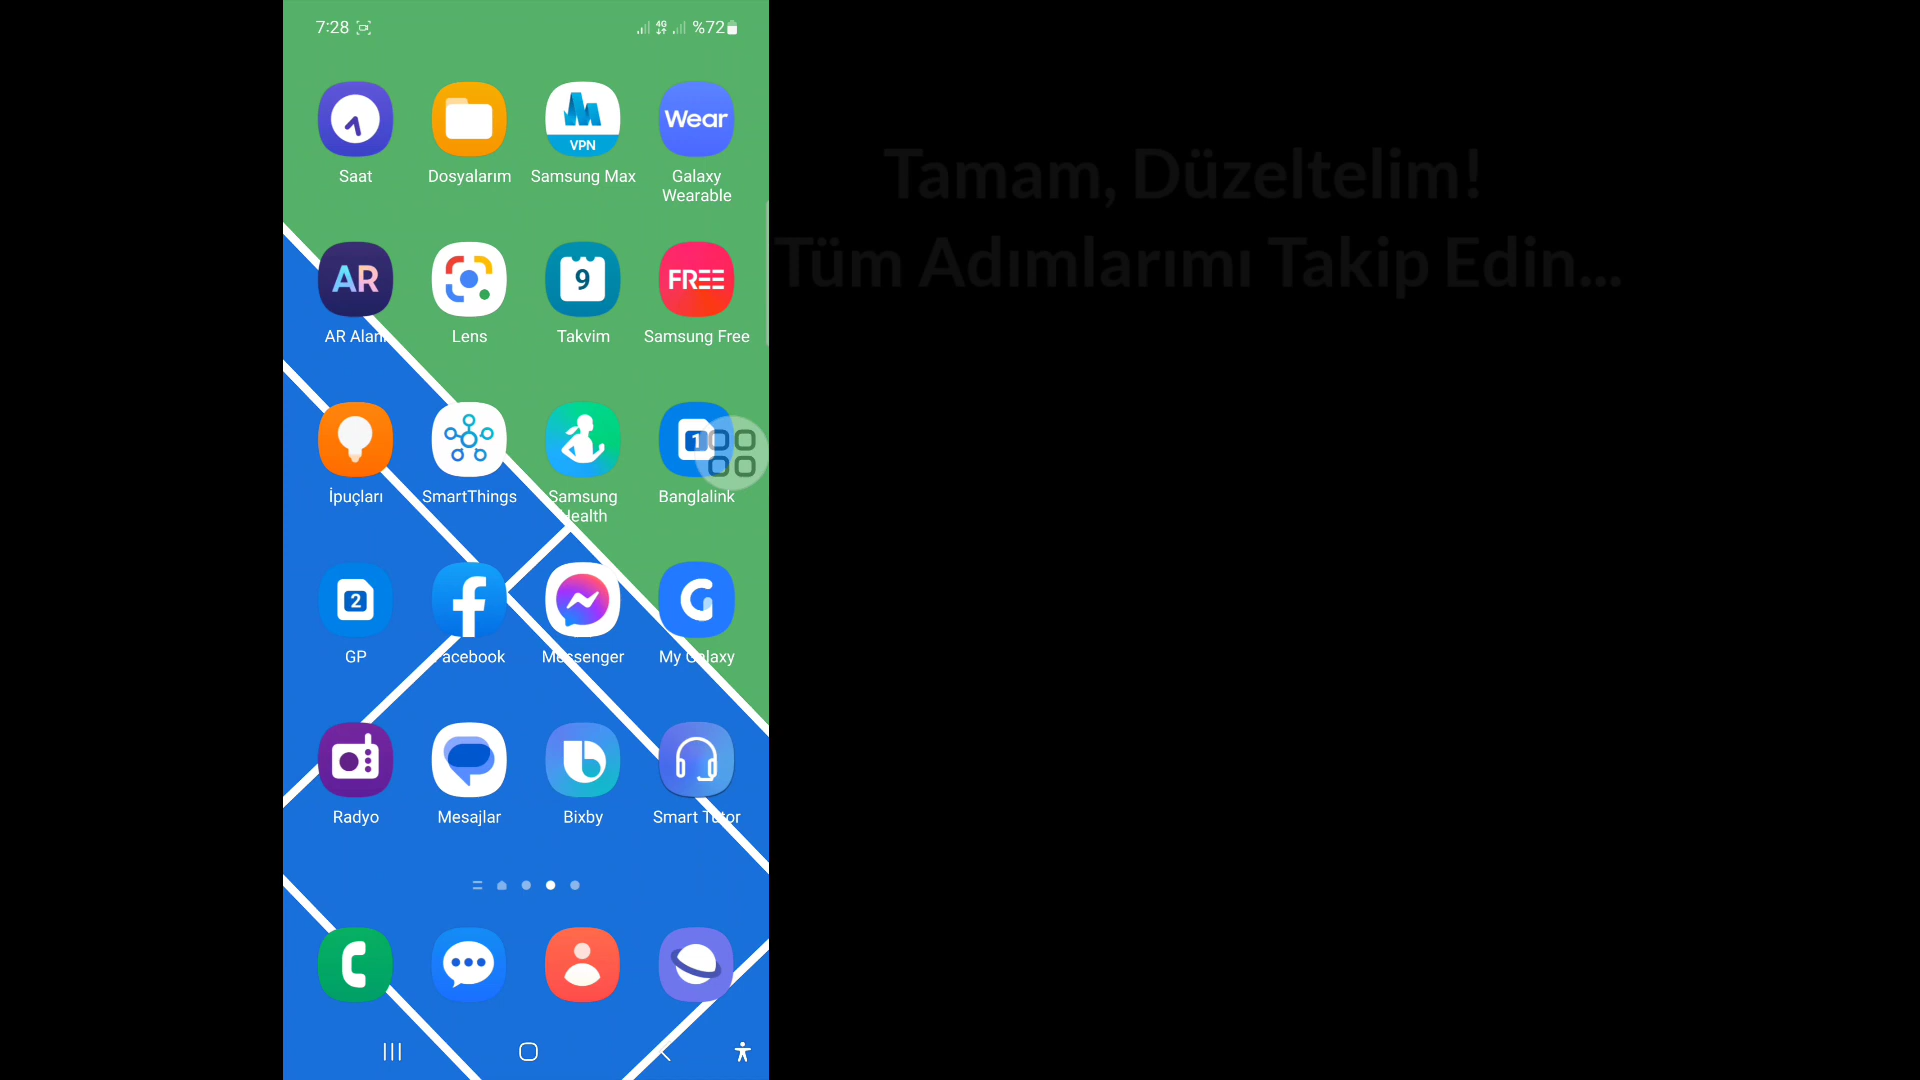 7:28
4G
%72
VPN
Wear
Saat
Dosyalarım
Samsung Max
Galaxy
Wearable
Tamam, Düzeltelim!
Tüm Adımlarımı Takip Edin...
AR
9
FREE
AR Alanı
Lens
Takvim
Samsung Free
1
İpuçları
SmartThings
Samsung
Health
Banglalink
2
GP
Facebook
Messenger
My Galaxy
Radyo
Mesajlar
Bixby
Smart Tutor